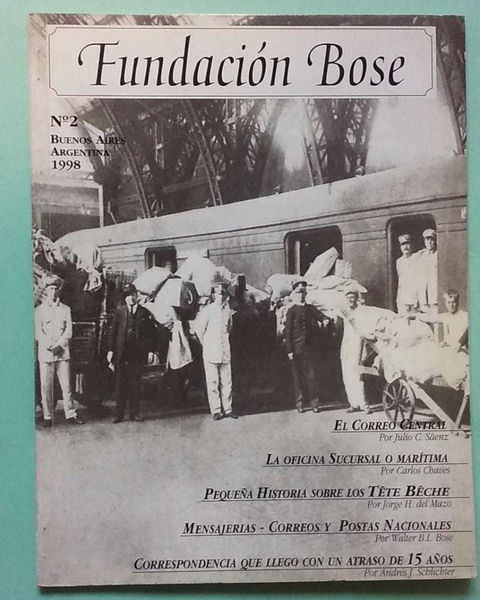 Fundación Bose
Nº2
BUENOS AIRES
ARGENTINA
1998
EL CORREO CENTRAL
Por Julio C. Sáenz
LA OFICINA SUCURSAL O MARÍTIMA
Por Carlos Chaves
PEQUEÑA HISTORIA SOBRE LOS TÊTE BÊCHE
Por Jorge H. del Mazo
MENSAJERIAS - CORREOS Y POSTAS NACIONALES
Por Walter B.L. Bose
CORRESPONDENCIA QUE LLEGO CON UN ATRASO DE 15 AÑOS
Por Andrés J. Schlichter